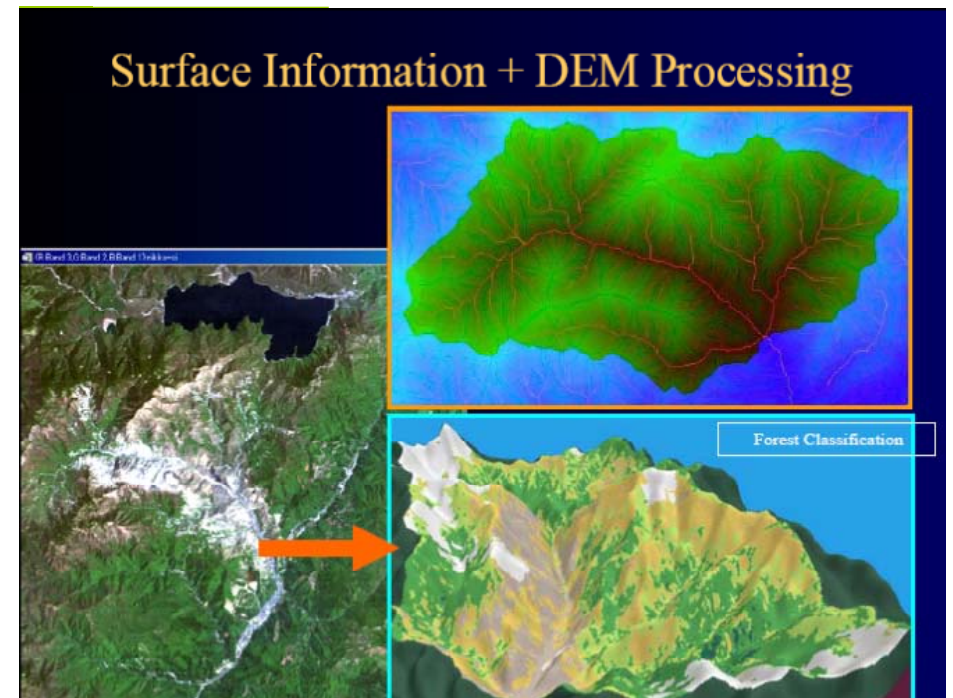 Surface Information + DEM Processing
Forest Classification